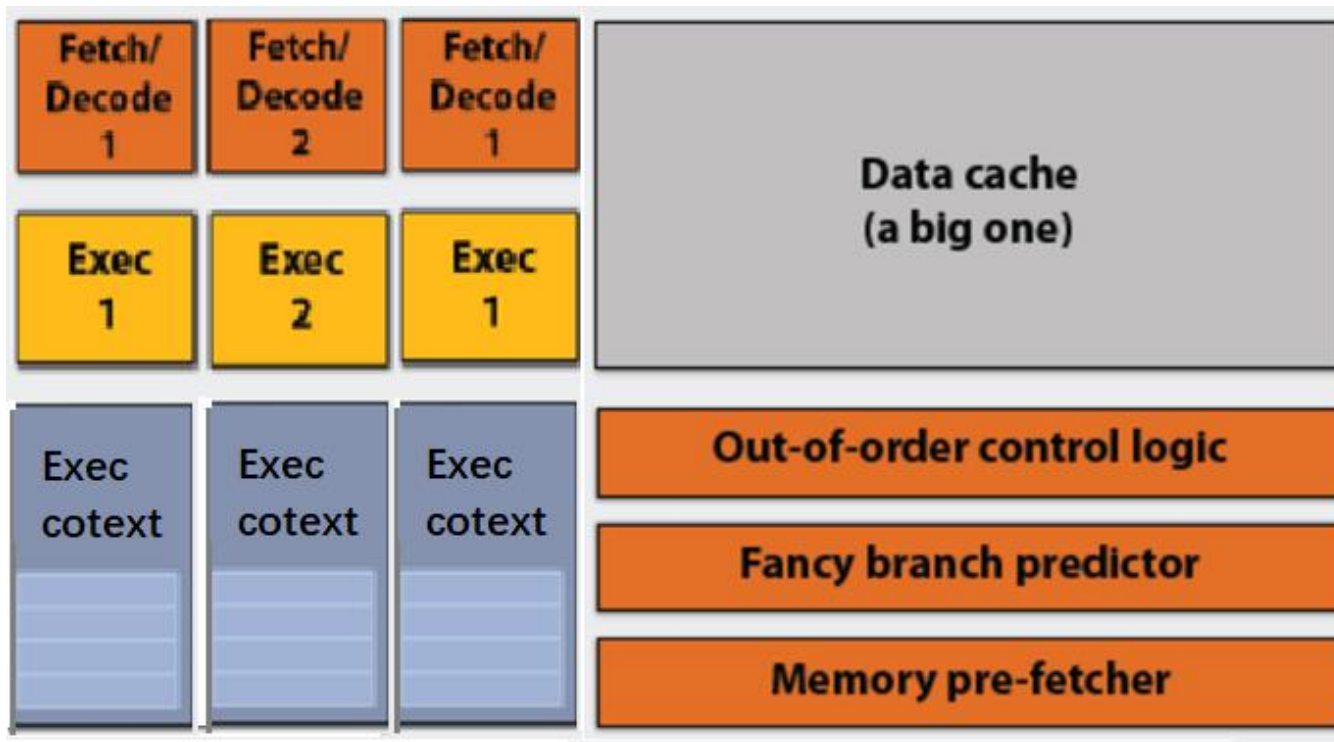 Fetch/
Decode
1
Fetch/
Decode
2
Fetch/
Decode
1
Data cache
(a big one)
Exec
1
Exec
2
Exec
1
Exec
cotext
Exec
cotext
Exec
cotext
Out-of-order control logic
Fancy branch predictor
Memory pre-fetcher